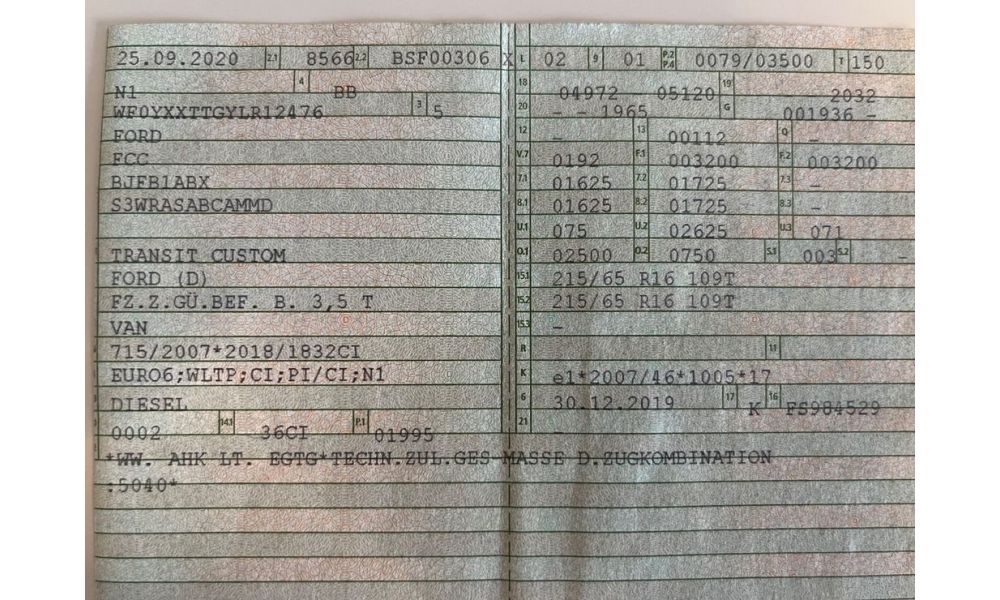 25.09.2020 2.1 8566 2.2 BSF00306 X
4
N1 BB
WF0YXXTTGYLR12476 3 5
FORD
FCC
BJFB1ABX
S3WRASABCAMMD
TRANSIT CUSTOM
FORD (D)
FZ.Z.GÜ.BEF. B. 3,5 T
VAN
715/2007*2018/1832CI
EURO6;WLTP;CI;PI/CI;N1
DIESEL
0002 14.1 36CI P.1 01995
L 02 9 01 P.2 P.4 0079/03500 T 150
18 04972 05120 19 2032
20 - - 1965 G 001936 -
12 - 13 00112 Q -
V.7 0192 F.1 003200 F.2 003200
7.1 01625 7.2 01725 7.3 -
8.1 01625 8.2 01725 8.3 -
U.1 075 U.2 02625 U.3 071
O.1 02500 O.2 0750 S.1 003 S.2 -
15.1 215/65 R16 109T
15.2 215/65 R16 109T
15.3 -
R 11
K e1*2007/46*1005*17
6 30.12.2019 17 K 16 FS984529
21 -
*WW. AHK LT. EGTG*TECHN.ZUL.GES-MASSE D.ZUGKOMBINATION
:5040*